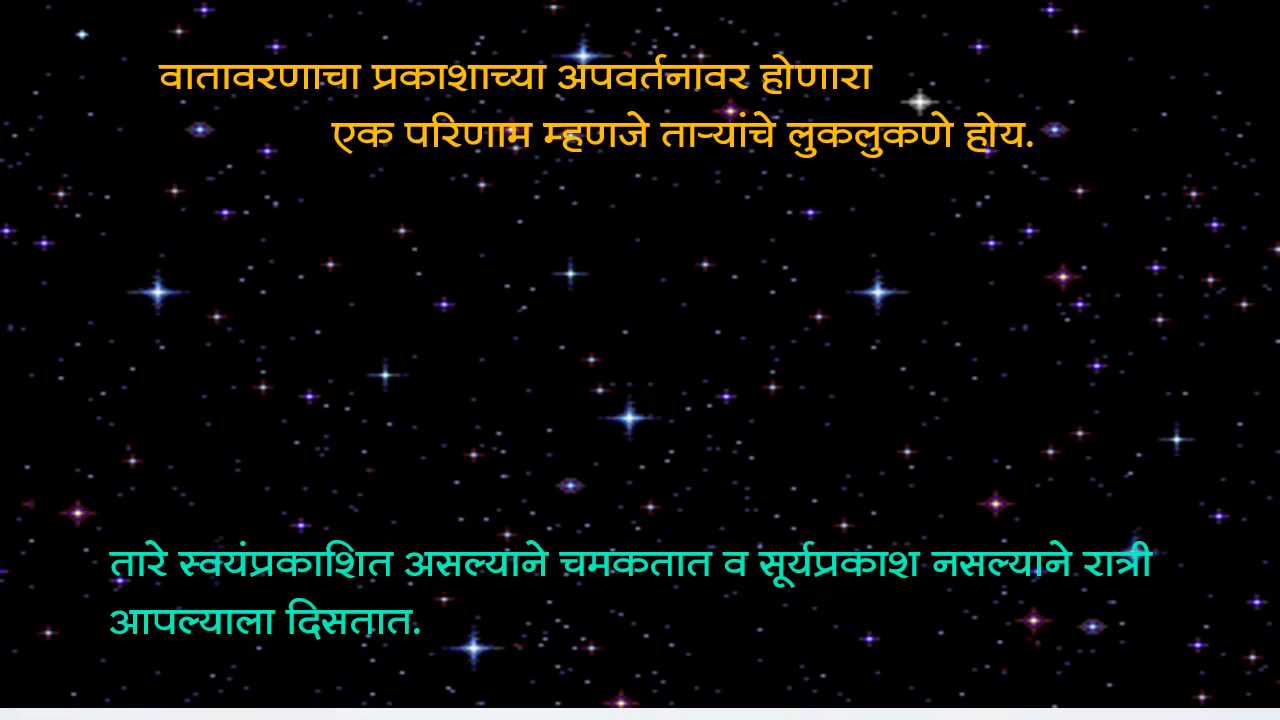 वातावरणाचा प्रकाशाच्या अपवर्तनावर होणारा
एक परिणाम म्हणजे ताऱ्यांचे लुकलुकणे होय.
तारे स्वयंप्रकाशित असल्याने चमकतात व सूर्यप्रकाश नसल्याने रात्री
आपल्याला दिसतात.